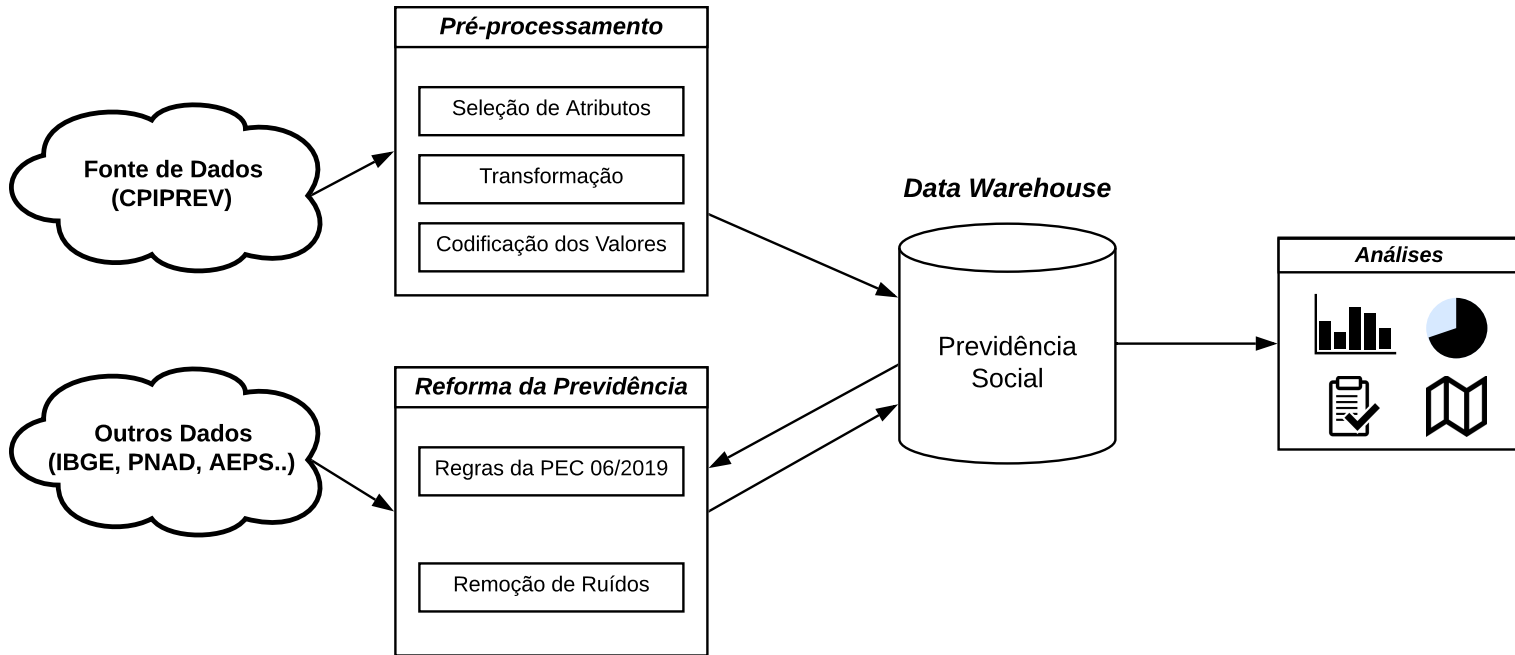 Pré-processamento
Seleção de Atributos
Transformação
Codificação dos Valores
Fonte de Dados
(CPIPREV)
Outros Dados
(IBGE, PNAD, AEPS..)
Reforma da Previdência
Regras da PEC 06/2019
Remoção de Ruídos
Data Warehouse
Previdência
Social
Análises